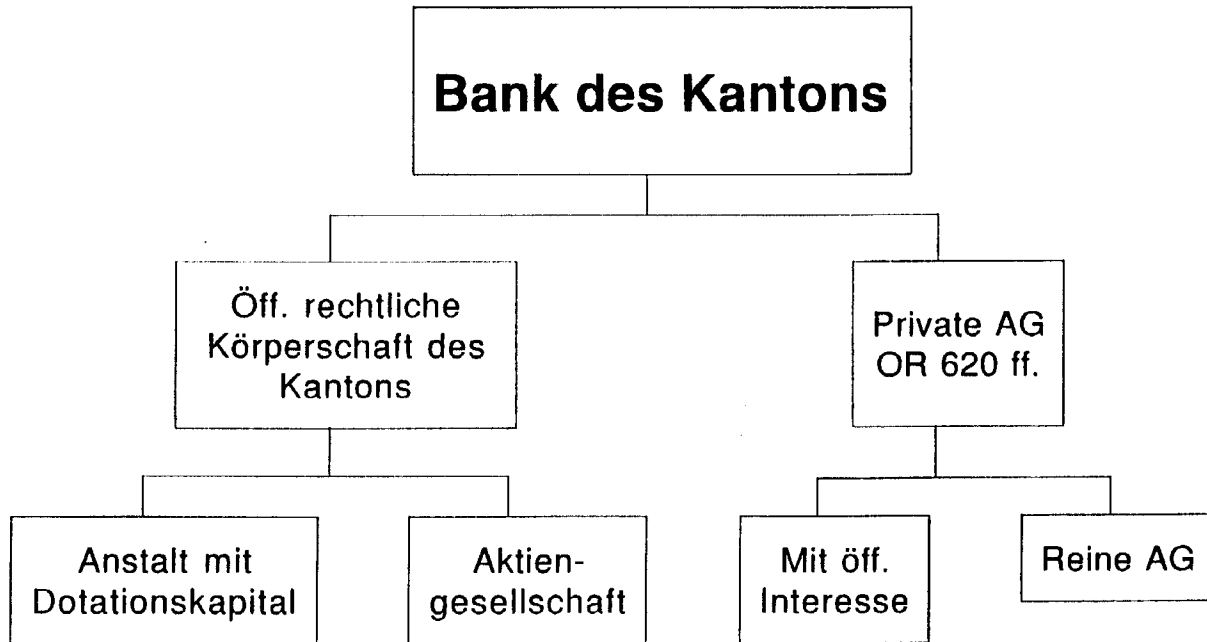 Bank des Kantons
Öff. rechtliche
Körperschaft des
Kantons
Private AG
OR 620 ff.
Anstalt mit
Dotationskapital
Aktien-
gesellschaft
Mit öff.
Interesse
Reine AG